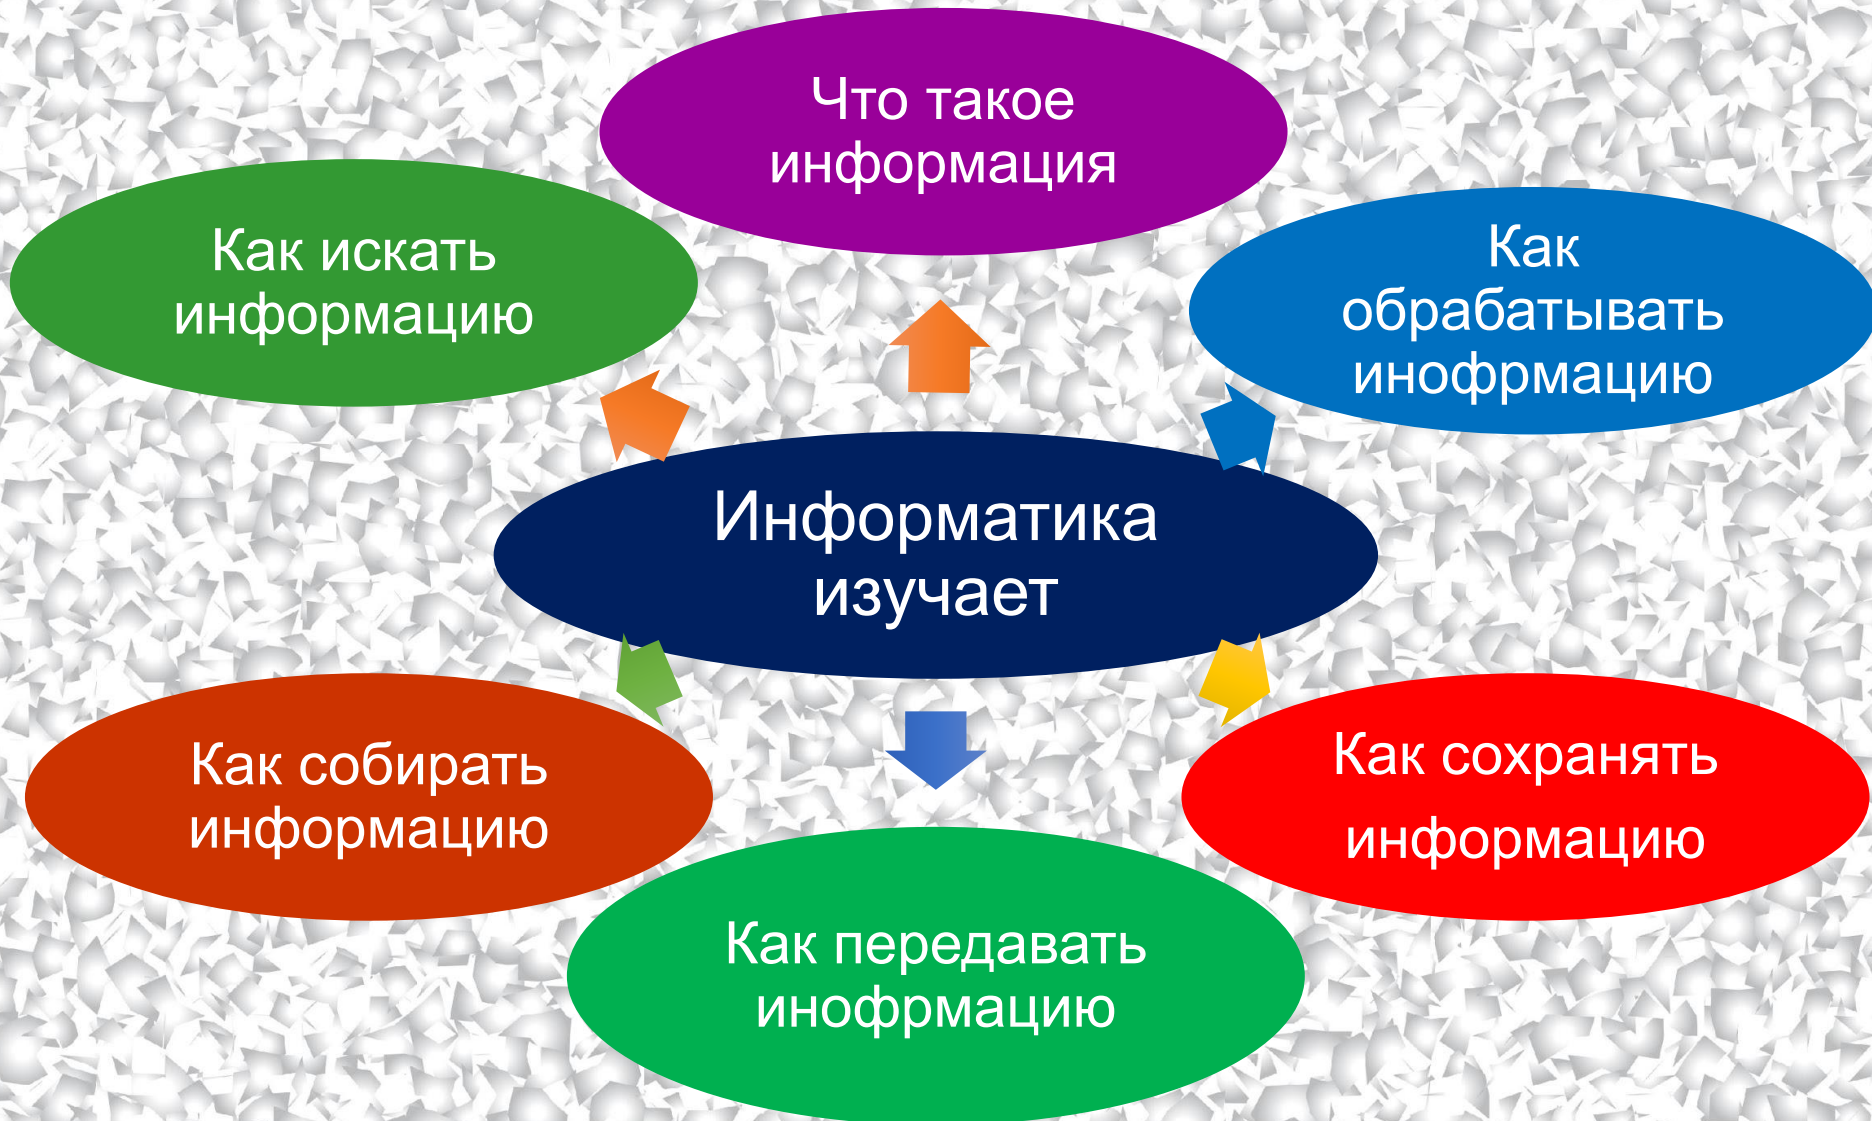 Что такое
информация
Как искать
информацию
Как
обрабатывать
инофрмацию
Информатика
изучает
Как собирать
информацию
Как сохранять
информацию
Как передавать
инофрмацию